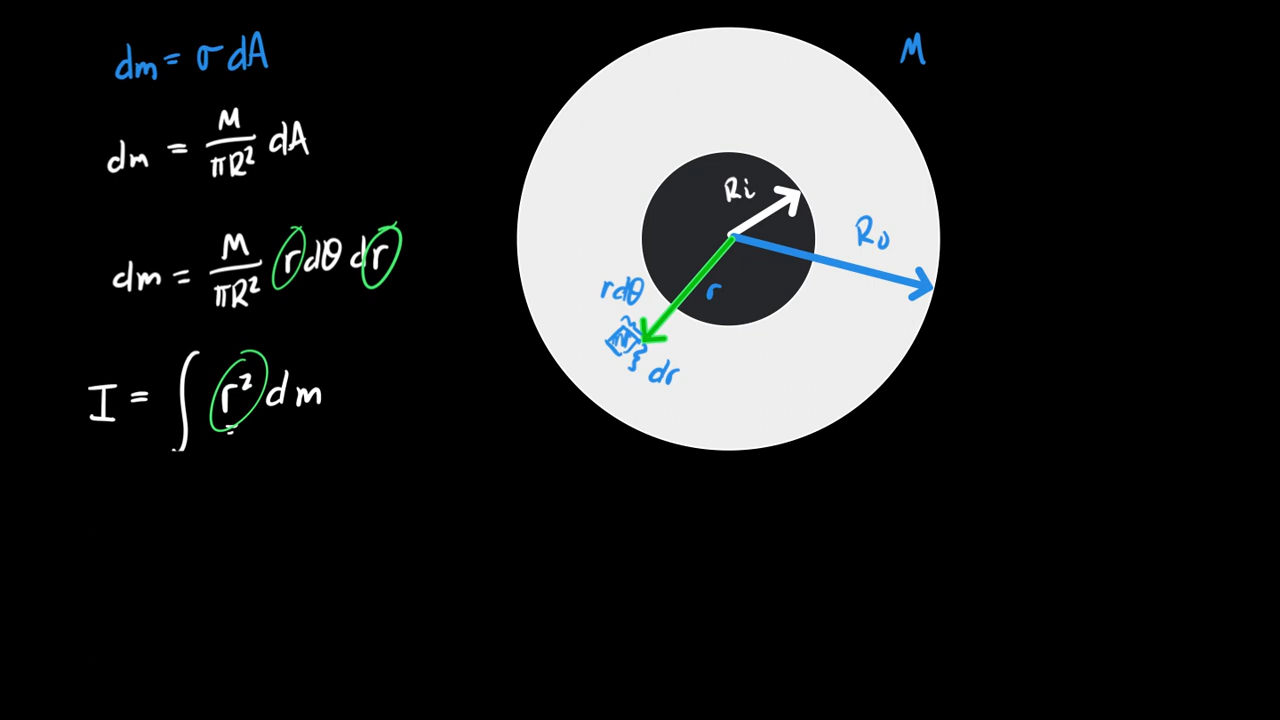 dm = σ dA
dm = M/πR² dA
dm = M/πR² r dθ dr
I = ∫ r² dm
M
Ri
Ro
r
rdθ
dr